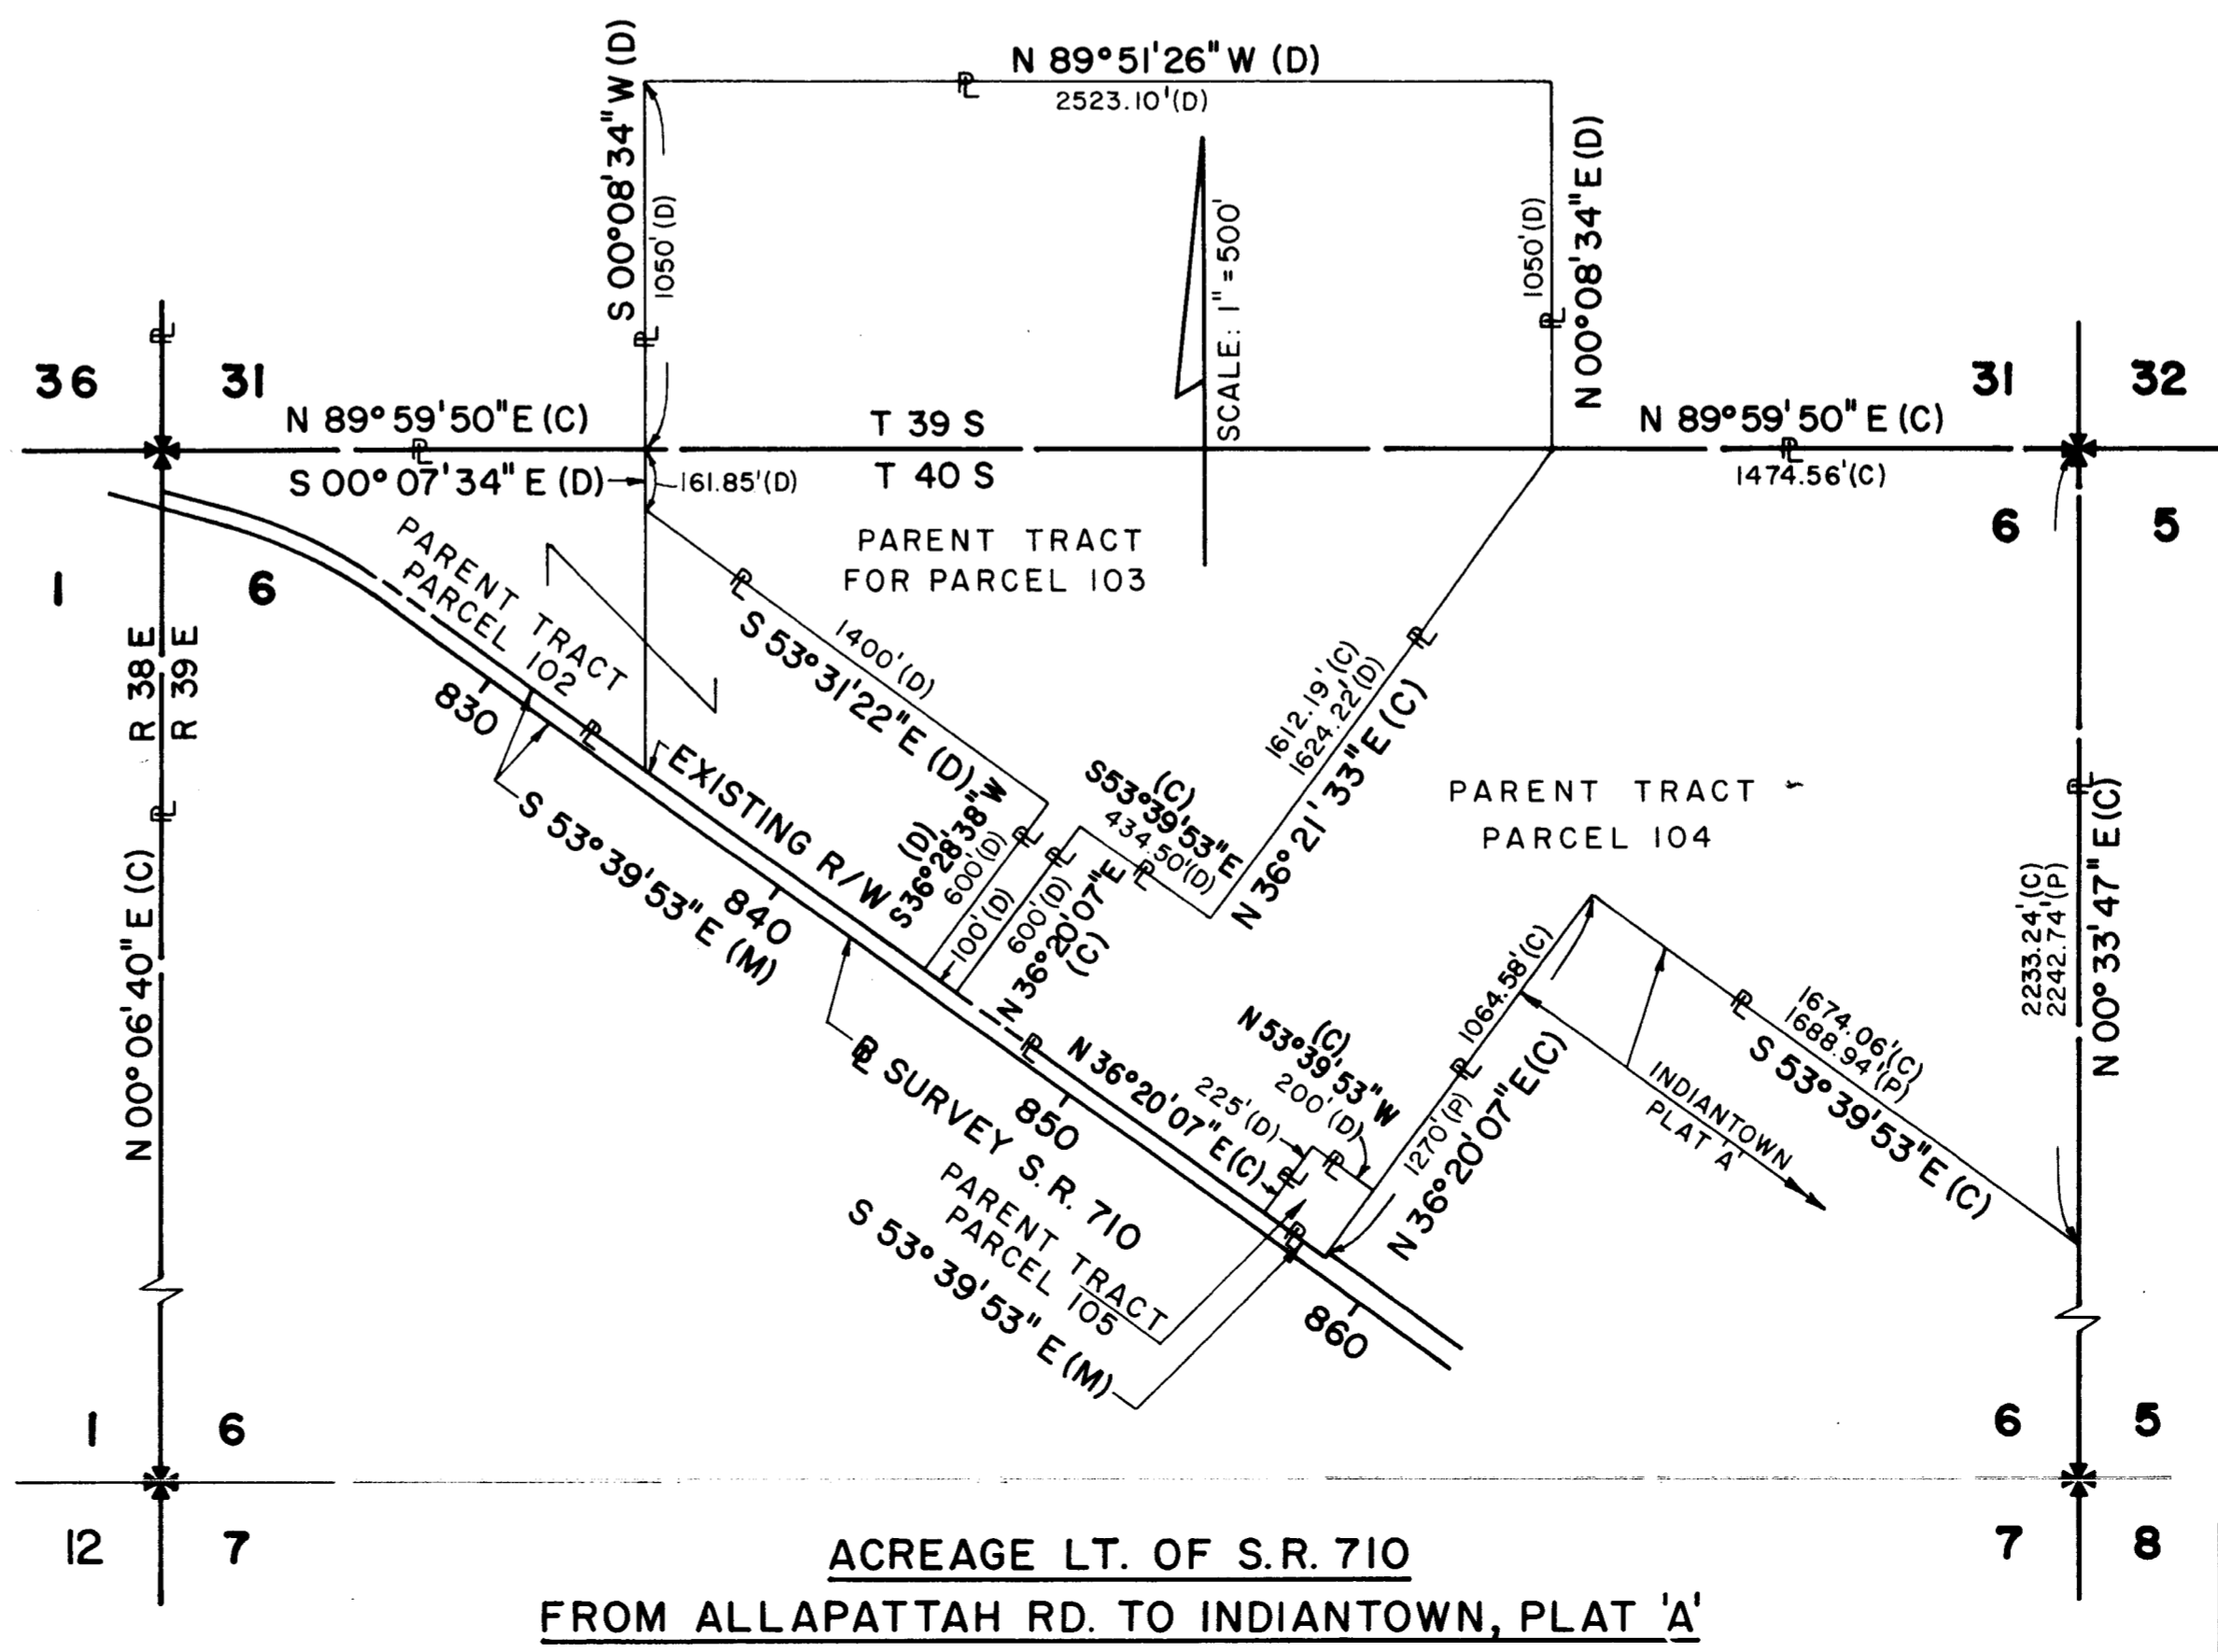 N 89°51'26" W (D)
2523.10'(D)
S 00°08'34" W (D)
1050'(D)
1050'(D)
N 00°08'34" E (D)
SCALE: 1" = 500'
36
31
31
32
N 89°59'50" E (C)
T 39 S
N 89°59'50" E (C)
S 00°07'34" E (D)
161.85'(D)
T 40 S
1474.56'(C)
1
6
6
5
R 38 E
R 39 E
PARENT TRACT
PARCEL 102
PARENT TRACT
FOR PARCEL 103
1400'(D)
S 53°31'22" E (D)
830
S 53°39'53" E (M)
EXISTING R/W
840
S36°28'38"W
(D)
600'(D)
100'(D)
600'(D)
N 36°20'07" E
(C)
(C)
S53°39'53"E
434.50'(D)
1612.19'(C)
1624.22'(D)
N 36°21'33" E (C)
PARENT TRACT
PARCEL 104
N 00°06'40" E (C)
2233.24'(C)
2242.74'(P)
N 00°33'47" E (C)
℄ SURVEY S.R. 710
850
N 36°20'07" E (C)
225'(D)
(C)
N 53°39'53" W
200'(D)
1064.58'(C)
1270'(P)
N 36°20'07" E (C)
INDIANTOWN
PLAT 'A'
1674.06'(C)
1688.94'(P)
S 53°39'53" E (C)
PARENT TRACT
PARCEL 105
S 53°39'53" E (M)
860
1
6
6
5
12
7
7
8
ACREAGE LT. OF S.R. 710
FROM ALLAPATTAH RD. TO INDIANTOWN, PLAT 'A'